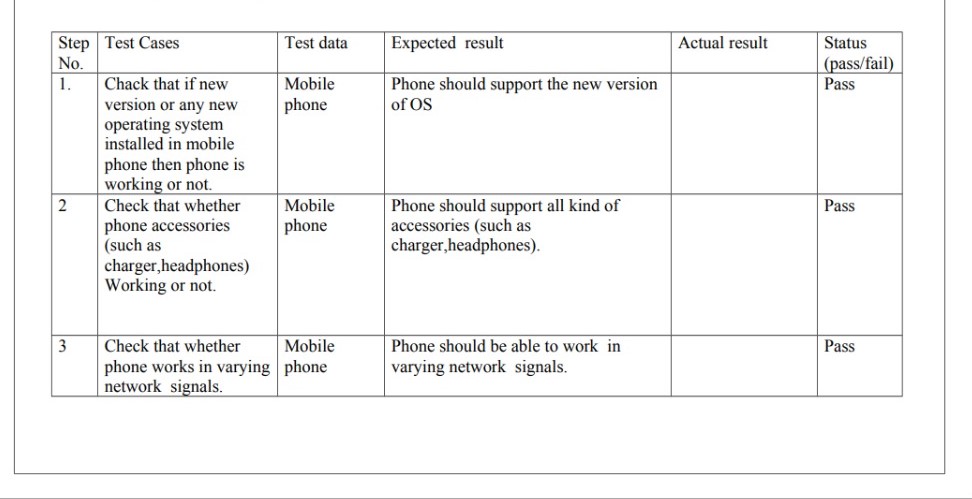 Step No. Test Cases Test data Expected result Actual result Status (pass/fail)
1. Chack that if new Mobile Phone should support the new version Pass
version or any new phone of OS
operating system
installed in mobile
phone then phone is
working or not.
2 Check that whether Mobile Phone should support all kind of Pass
phone accessories phone accessories (such as
(such as charger,headphones).
charger,headphones)
Working or not.
3 Check that whether Mobile Phone should be able to work in Pass
phone works in varying phone varying network signals.
network signals.